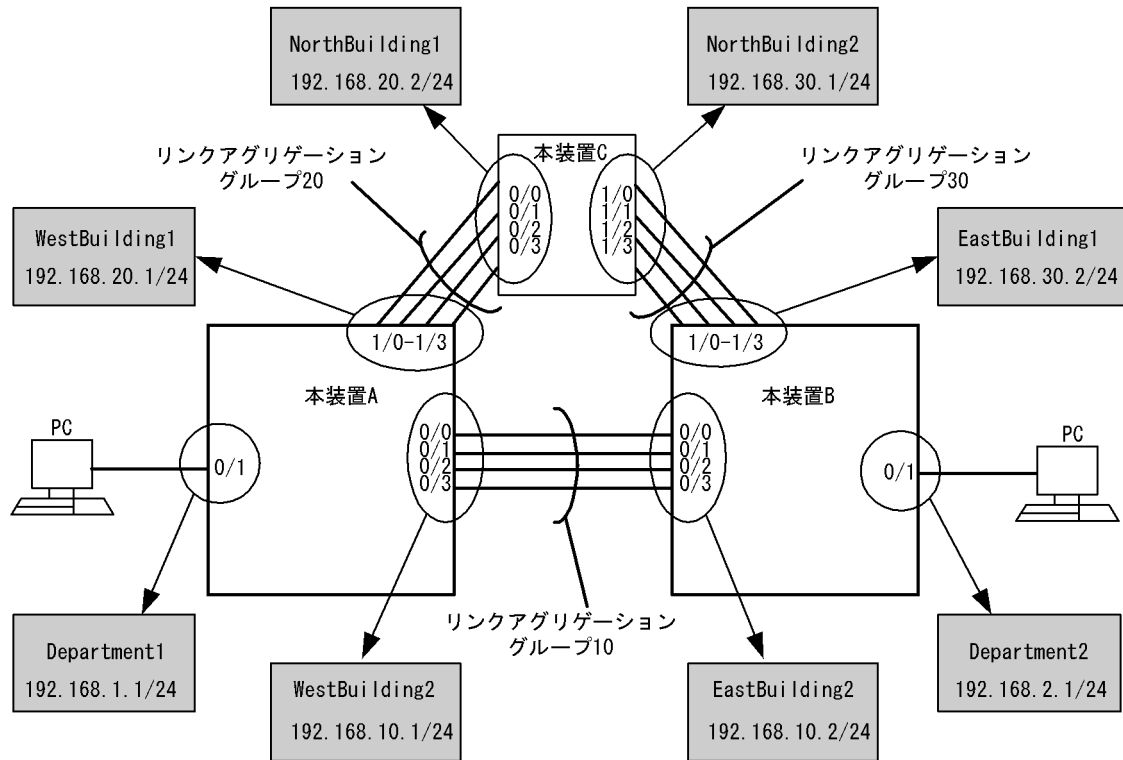 NorthBuilding1
192.168.20.2/24
NorthBuilding2
192.168.30.1/24
リンクアグリゲーション
グループ20
本装置C
リンクアグリゲーション
グループ30
0/0
0/1
0/2
0/3
1/0
1/1
1/2
1/3
WestBuilding1
192.168.20.1/24
EastBuilding1
192.168.30.2/24
1/0-1/3
1/0-1/3
本装置A
本装置B
PC
0/1
0/0
0/1
0/2
0/3
0/0
0/1
0/2
0/3
0/1
PC
リンクアグリゲーション
グループ10
Department1
192.168.1.1/24
WestBuilding2
192.168.10.1/24
EastBuilding2
192.168.10.2/24
Department2
192.168.2.1/24